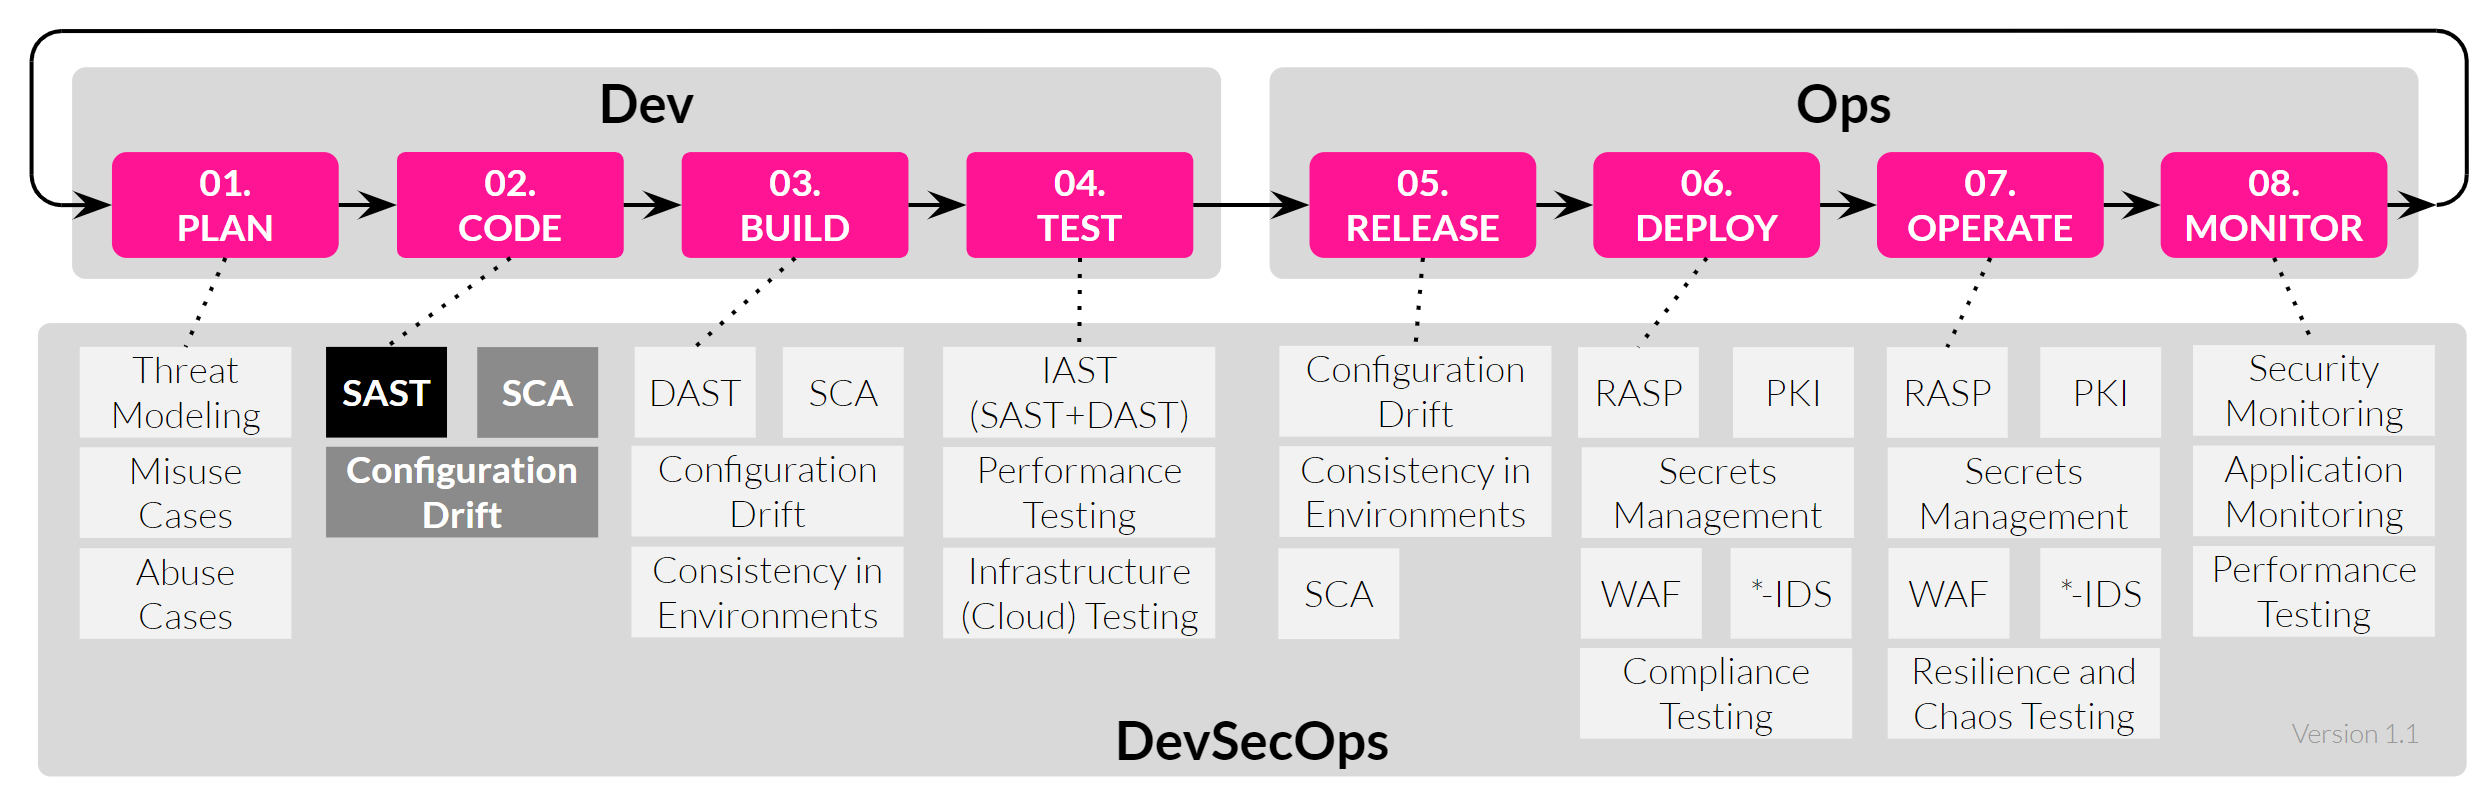 Dev
Ops
01.
PLAN
02.
CODE
03.
BUILD
04.
TEST
05.
RELEASE
06.
DEPLOY
07.
OPERATE
08.
MONITOR
Threat
Modeling
Misuse
Cases
Abuse
Cases
SAST
SCA
Configuration
Drift
DAST
SCA
Configuration
Drift
Consistency in
Environments
IAST
(SAST+DAST)
Performance
Testing
Infrastructure
(Cloud) Testing
Configuration
Drift
Consistency in
Environments
SCA
RASP
PKI
Secrets
Management
WAF
*-IDS
Compliance
Testing
RASP
PKI
Secrets
Management
WAF
*-IDS
Resilience and
Chaos Testing
Security
Monitoring
Application
Monitoring
Performance
Testing
DevSecOps
Version 1.1